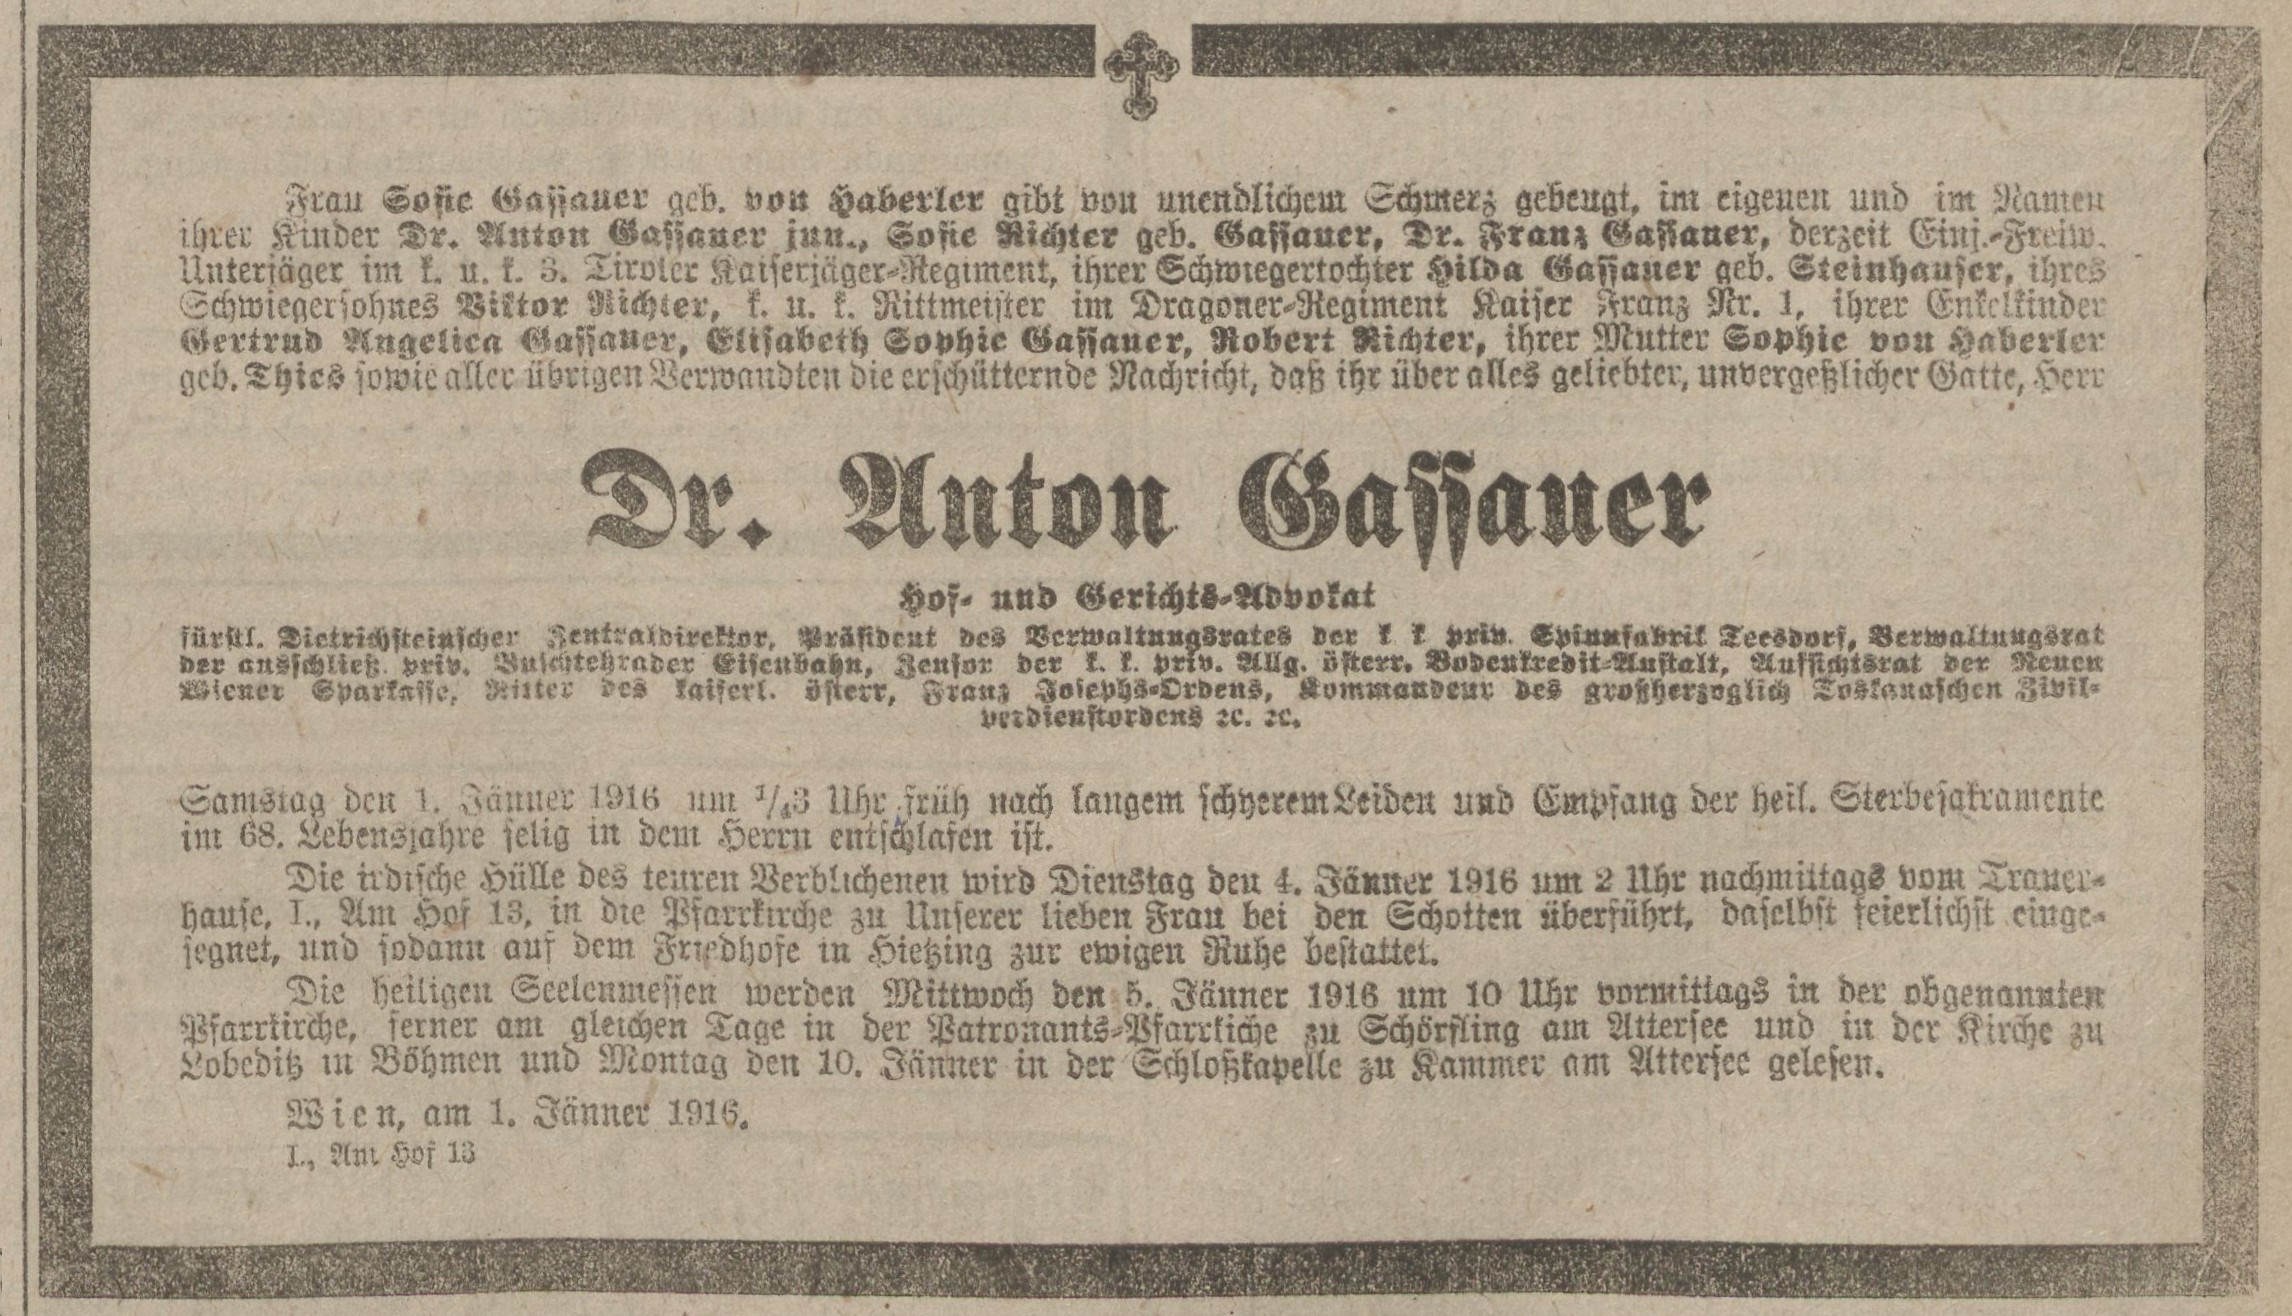 Frau Sofie Gassauer geb. von Haberler gibt von unendlichem Schmerz gebeugt, im eigenen und im Namen
ihrer Kinder Dr. Anton Gassauer jun., Sofie Richter geb. Gassauer, Dr. Franz Gassauer, derzeit Einj.-Freiw.
Unterjäger im k. u. k. 3. Tiroler Kaiserjäger-Regiment, ihrer Schwiegertochter Hilda Gassauer geb. Steinhauser, ihres
Schwiegersohnes Viktor Richter, k. u. k. Rittmeister im Dragoner-Regiment Kaiser Franz Nr. 1, ihrer Enkelkinder
Gertrud Angelica Gassauer, Elisabeth Sophie Gassauer, Robert Richter, ihrer Mutter Sophie von Haberler
geb. Thies sowie aller übrigen Verwandten die erschütternde Nachricht, daß ihr über alles geliebter, unvergeßlicher Gatte, Herr
Dr. Anton Gassauer
Hof- und Gerichts-Advokat
fürstl. Dietrichsteinscher Zentraldirektor, Präsident des Verwaltungsrates der k k priv. Spinnfabrik Teesdorf, Verwaltungsrat
der ausschließ. priv. Buschtehrader Eisenbahn, Zensor der k. k. priv. Allg. österr. Bodenkredit-Anstalt, Aufsichtsrat der Neuen
Wiener Sparkasse, Ritter des kaiserl. österr, Franz Josephs-Ordens, Kommandeur des großherzoglich Toskanaschen Zivil-
verdienstordens ꝛc. ꝛc.
Samstag den 1. Jänner 1916 um 1/43 Uhr früh nach langem schwerem Leiden und Empfang der heil. Sterbesakramente
im 68. Lebensjahre selig in dem Herrn entschlafen ist.
Die irdische Hülle des teuren Verblichenen wird Dienstag den 4. Jänner 1916 um 2 Uhr nachmittags vom Trauer-
hause, I., Am Hof 13, in die Pfarrkirche zu Unserer lieben Frau bei den Schotten überführt, daselbst feierlichst einge-
segnet, und sodann auf dem Friedhofe in Hietzing zur ewigen Ruhe bestattet.
Die heiligen Seelenmessen werden Mittwoch den 5. Jänner 1916 um 10 Uhr vormittags in der obgenannten
Pfarrkirche, ferner am gleichen Tage in der Patronants-Pfarrkiche zu Schörfling am Attersee und in der Kirche zu
Lobeditz in Böhmen und Montag den 10. Jänner in der Schloßkapelle zu Kammer am Attersee gelesen.
Wien, am 1. Jänner 1916.
I., Am Hof 13